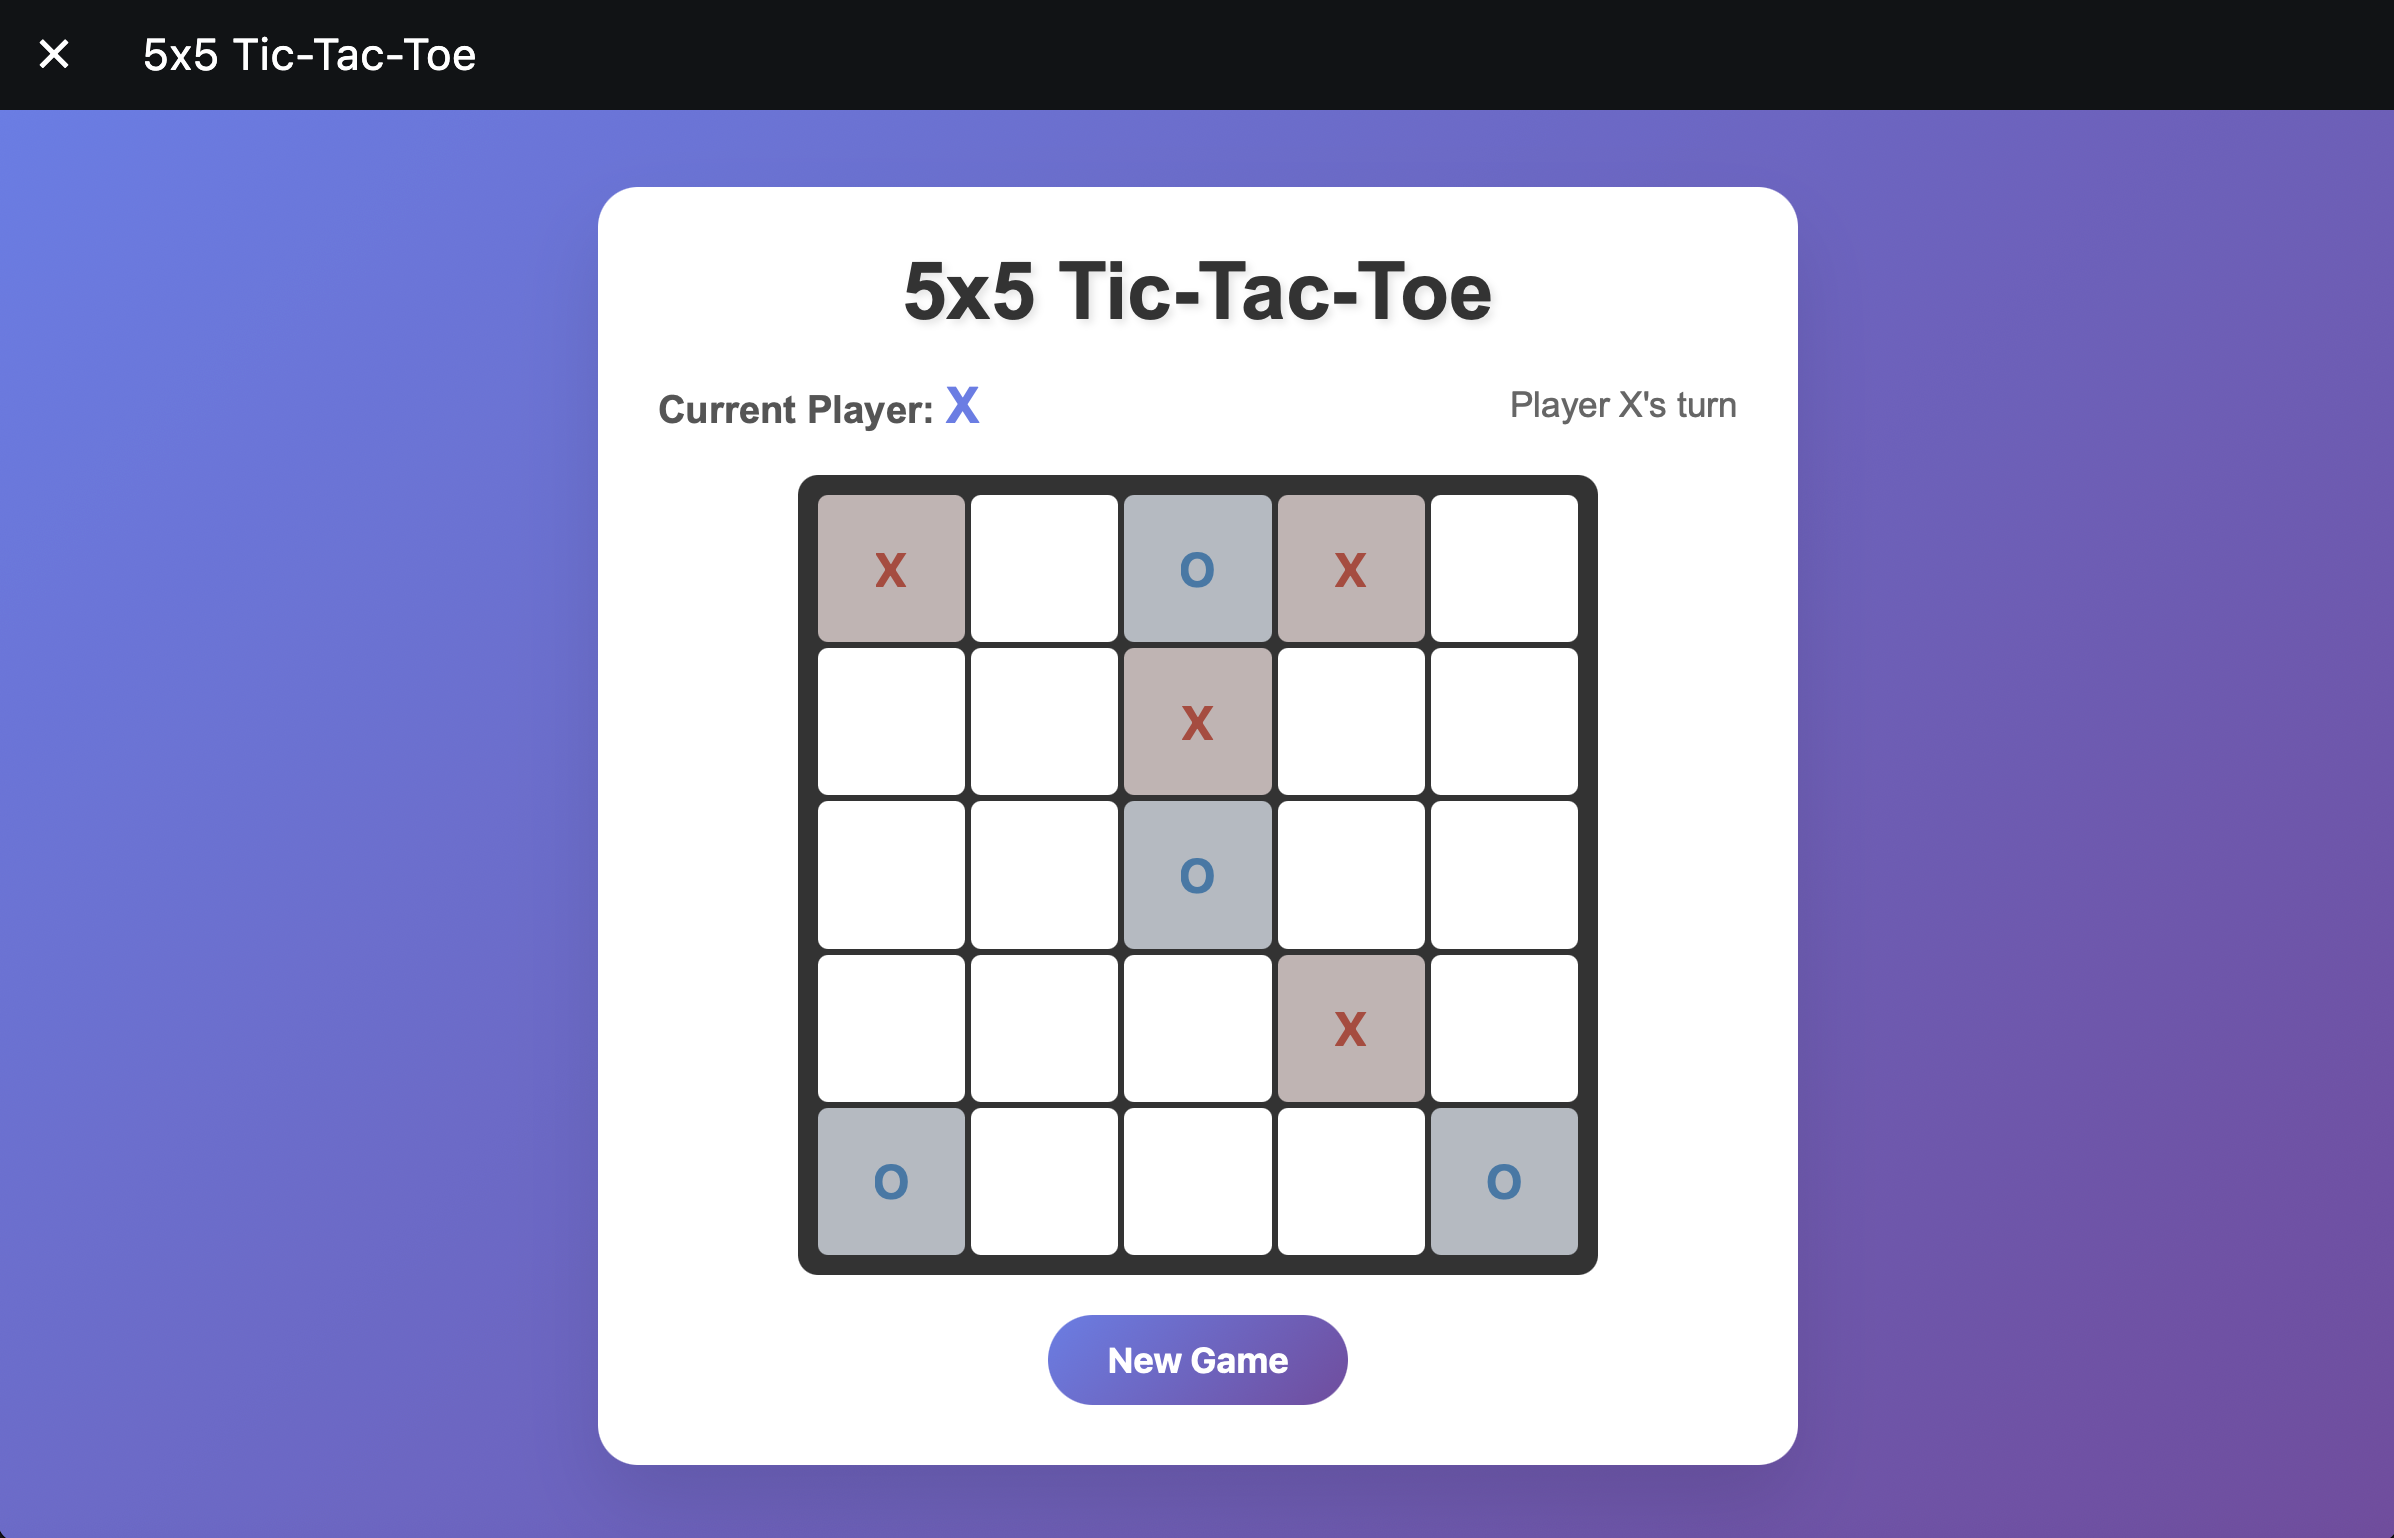 5x5 Tic-Tac-Toe
5x5 Tic-Tac-Toe
Current Player: X
Player X's turn
X O X
X
O
X
O O
New Game